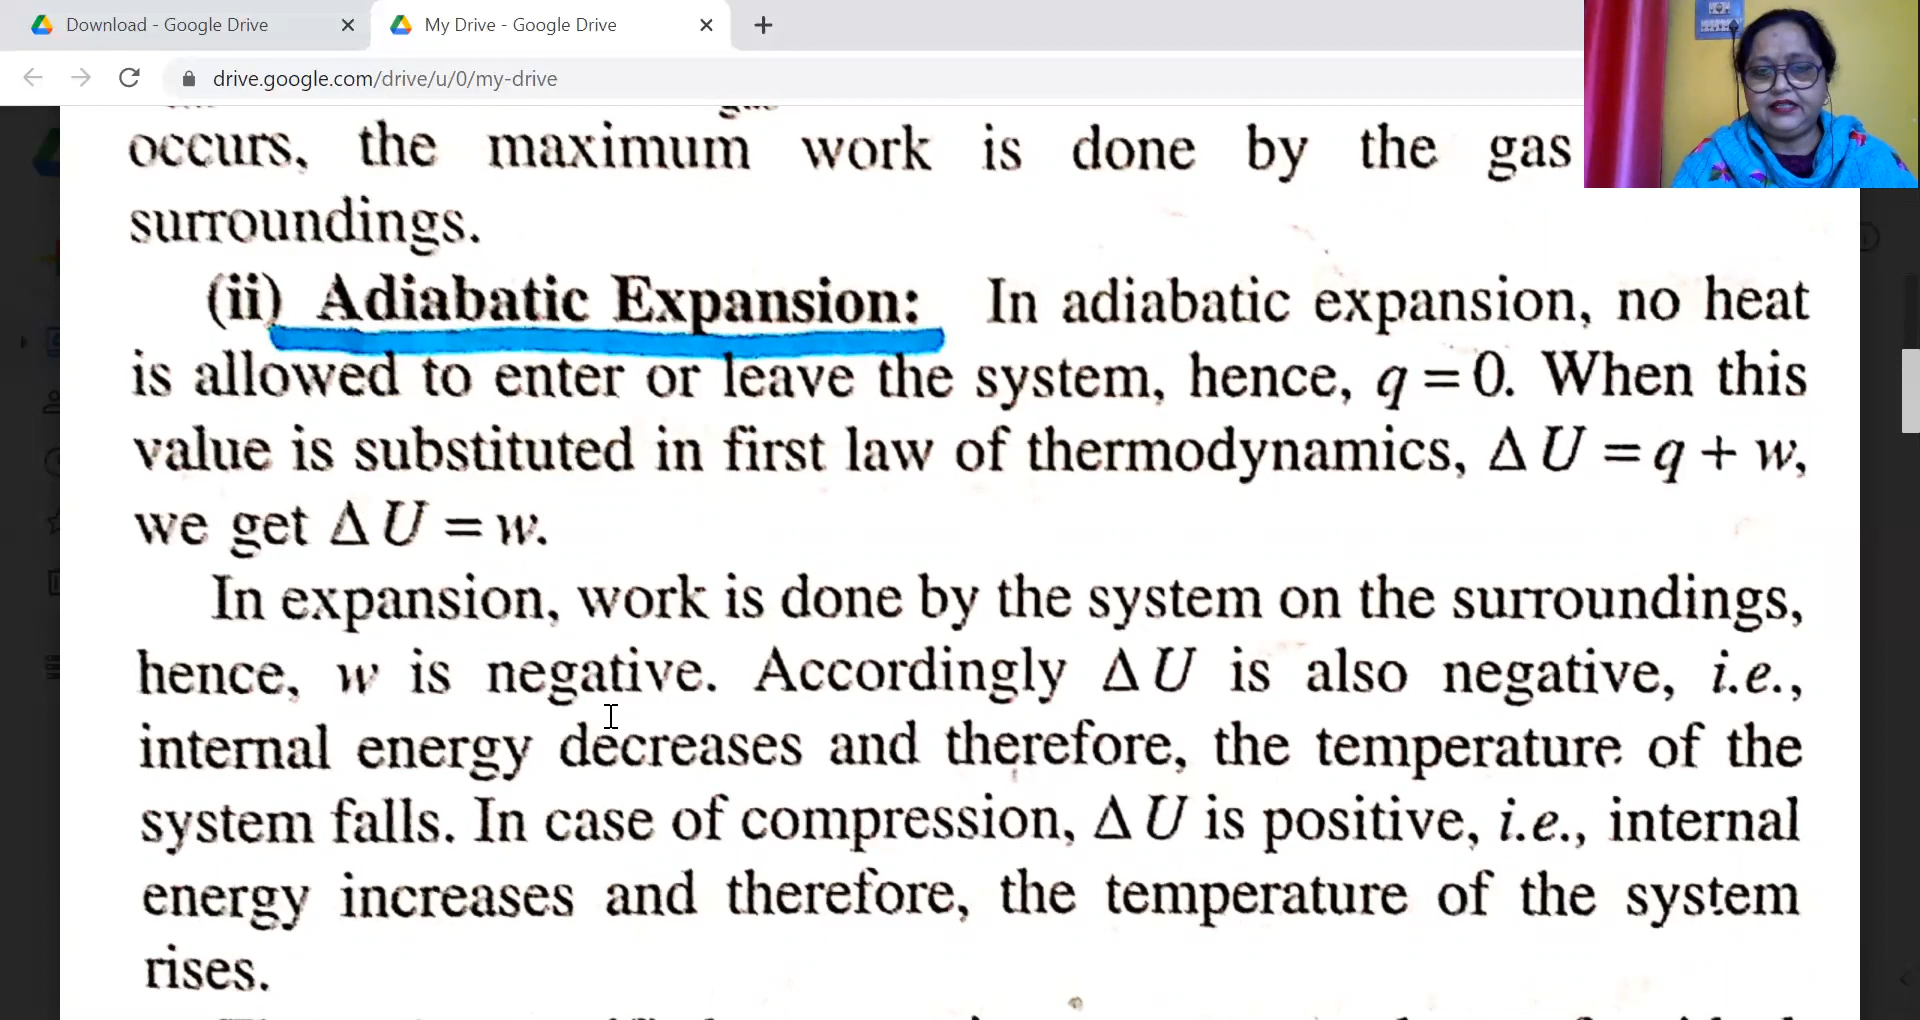 Download - Google Drive
My Drive - Google Drive
drive.google.com/drive/u/0/my-drive
occurs, the maximum work is done by the gas
surroundings.
(ii) Adiabatic Expansion: In adiabatic expansion, no heat
is allowed to enter or leave the system, hence, q = 0. When this
value is substituted in first law of thermodynamics, Δ U = q + w,
we get Δ U = w.
In expansion, work is done by the system on the surroundings,
hence, w is negative. Accordingly Δ U is also negative, i.e.,
internal energy decreases and therefore, the temperature of the
system falls. In case of compression, Δ U is positive, i.e., internal
energy increases and therefore, the temperature of the system
rises.